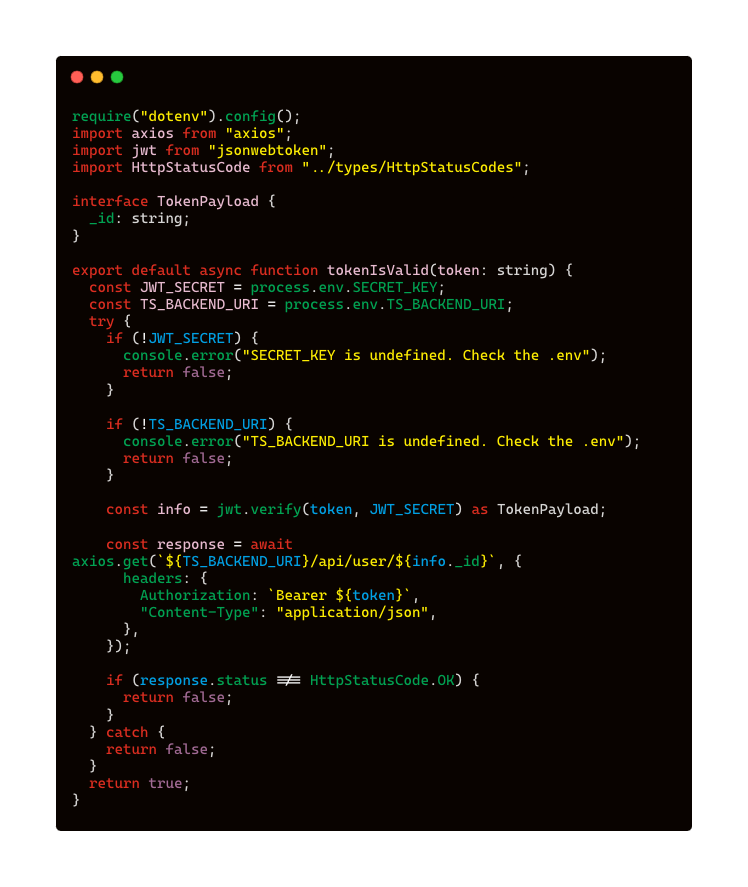 require("dotenv").config();
import axios from "axios";
import jwt from "jsonwebtoken";
import HttpStatusCode from "../types/HttpStatusCodes";

interface TokenPayload {
  _id: string;
}

export default async function tokenIsValid(token: string) {
  const JWT_SECRET = process.env.SECRET_KEY;
  const TS_BACKEND_URI = process.env.TS_BACKEND_URI;
  try {
    if (!JWT_SECRET) {
      console.error("SECRET_KEY is undefined. Check the .env");
      return false;
    }

    if (!TS_BACKEND_URI) {
      console.error("TS_BACKEND_URI is undefined. Check the .env");
      return false;
    }

    const info = jwt.verify(token, JWT_SECRET) as TokenPayload;

    const response = await
axios.get(`${TS_BACKEND_URI}/api/user/${info._id}`, {
      headers: {
        Authorization: `Bearer ${token}`,
        "Content-Type": "application/json",
      },
    });

    if (response.status !== HttpStatusCode.OK) {
      return false;
    }
  } catch {
    return false;
  }
  return true;
}